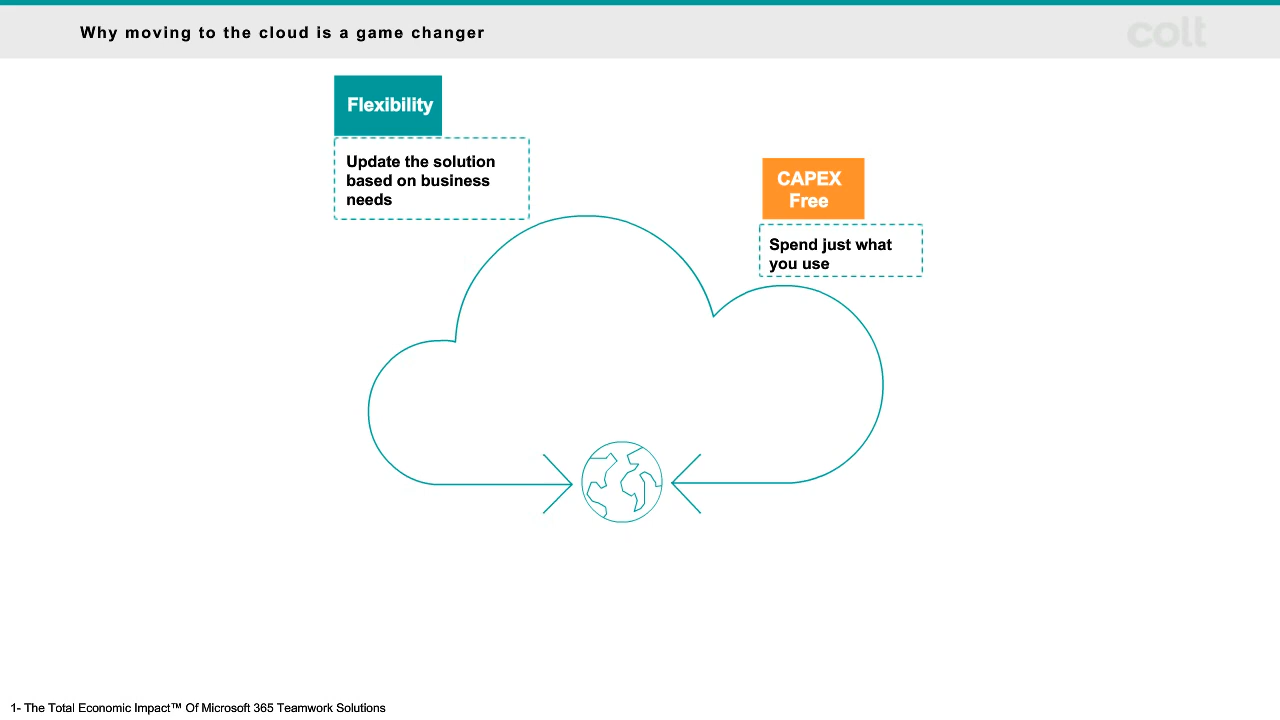 Why moving to the cloud is a game changer
colt
Flexibility
Update the solution
based on business
needs
CAPEX
Free
Spend just what
you use
1- The Total Economic Impact™ Of Microsoft 365 Teamwork Solutions